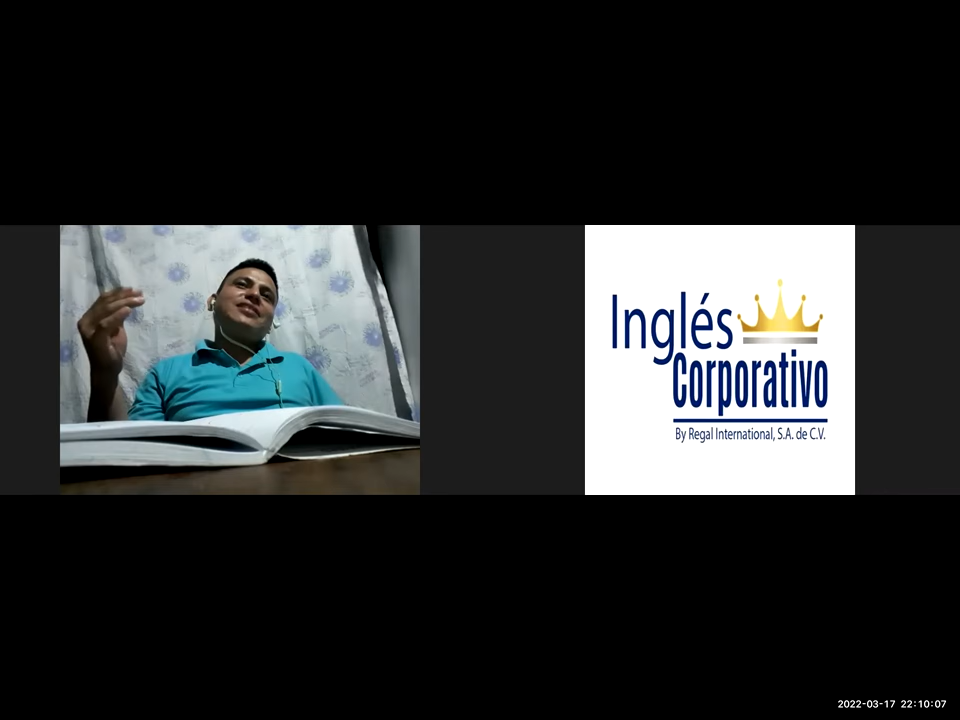 Inglés
Corporativo
By Regal International, S.A. de C.V.
2022-03-17 22:10:07